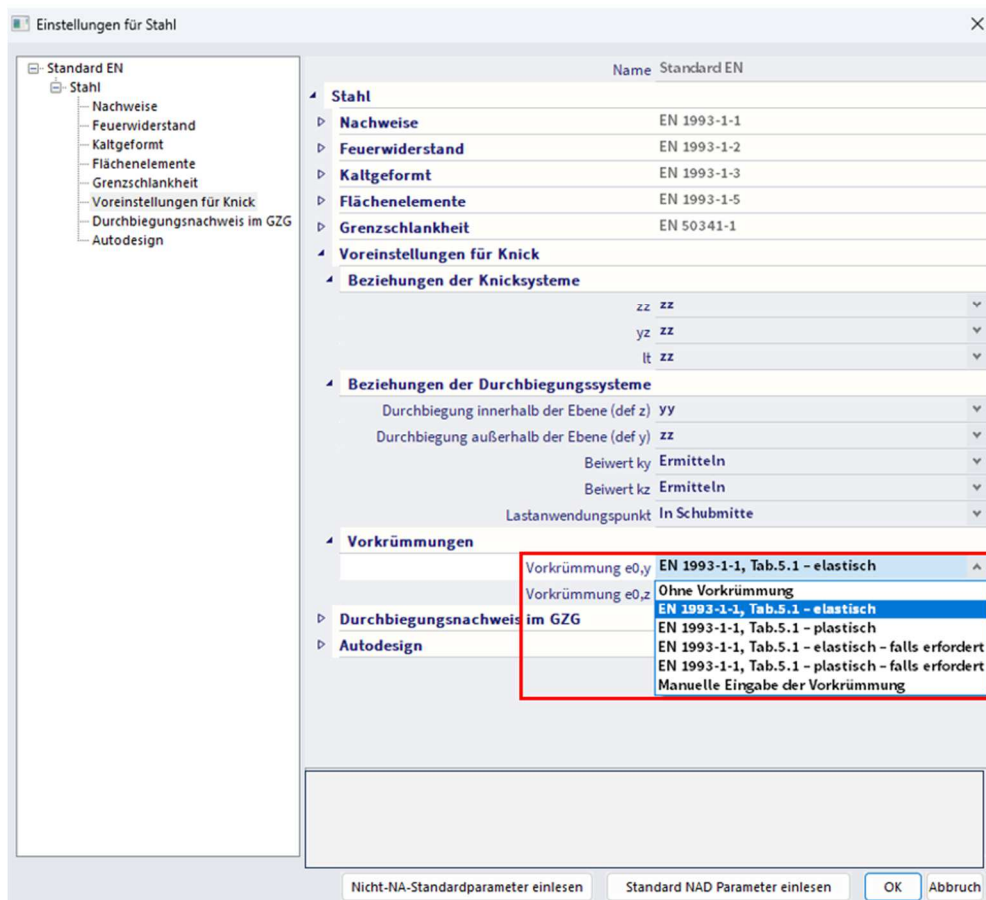 Einstellungen für Stahl
Standard EN
Stahl
Nachweise
Feuerwiderstand
Kaltgeformt
Flächenelemente
Grenzschlankheit
Voreinstellungen für Knick
Durchbiegungsnachweis im GZG
Autodesign
Name Standard EN
Stahl
Nachweise EN 1993-1-1
Feuerwiderstand EN 1993-1-2
Kaltgeformt EN 1993-1-3
Flächenelemente EN 1993-1-5
Grenzschlankheit EN 50341-1
Voreinstellungen für Knick
Beziehungen der Knicksysteme
zz zz
yz zz
lt zz
Beziehungen der Durchbiegungssysteme
Durchbiegung innerhalb der Ebene (def z) yy
Durchbiegung außerhalb der Ebene (def y) zz
Beiwert ky Ermitteln
Beiwert kz Ermitteln
Lastanwendungspunkt In Schubmitte
Vorkrümmungen
Vorkrümmung e0,y EN 1993-1-1, Tab.5.1 – elastisch
Vorkrümmung e0,z Ohne Vorkrümmung
EN 1993-1-1, Tab.5.1 – elastisch
EN 1993-1-1, Tab.5.1 – plastisch
EN 1993-1-1, Tab.5.1 – elastisch – falls erfordert
EN 1993-1-1, Tab.5.1 – plastisch – falls erfordert
Manuelle Eingabe der Vorkrümmung
Durchbiegungsnachweis im GZG
Autodesign
Nicht-NA-Standardparameter einlesen Standard NAD Parameter einlesen OK Abbruch